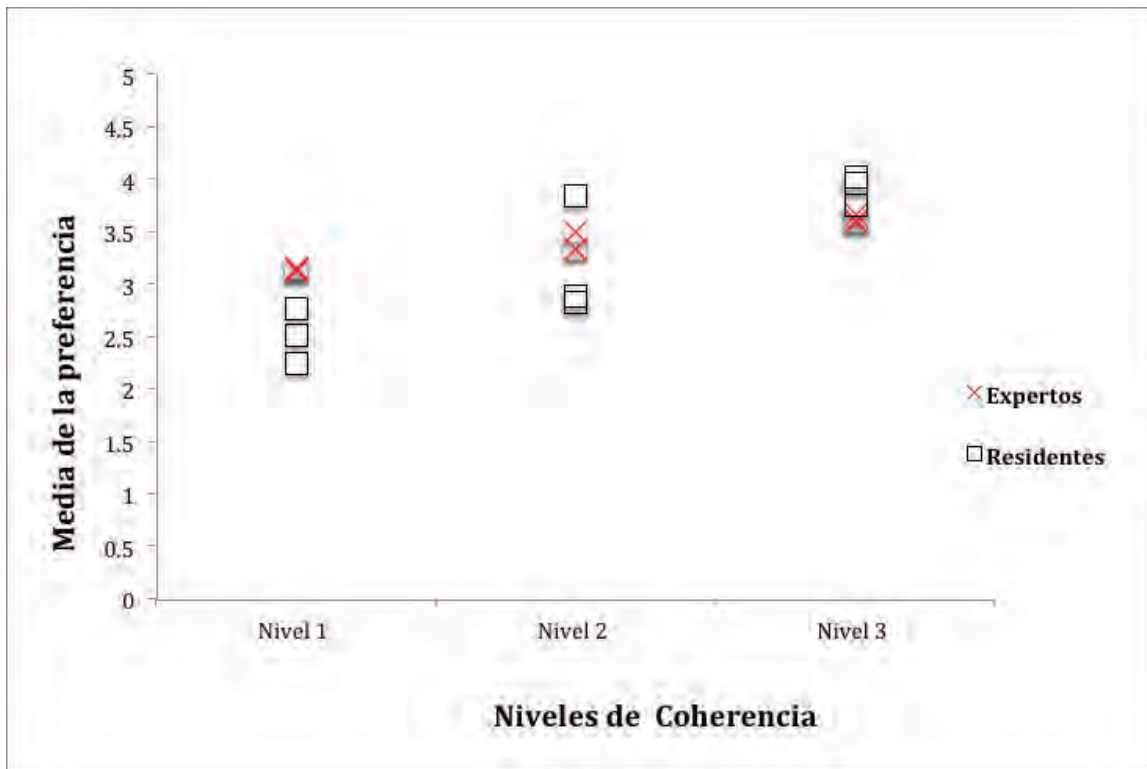 5
4.5
4
3.5
3
2.5
2
1.5
1
0.5
0
Media de la preferencia
Nivel 1
Nivel 2
Nivel 3
Niveles de Coherencia
Expertos
Residentes